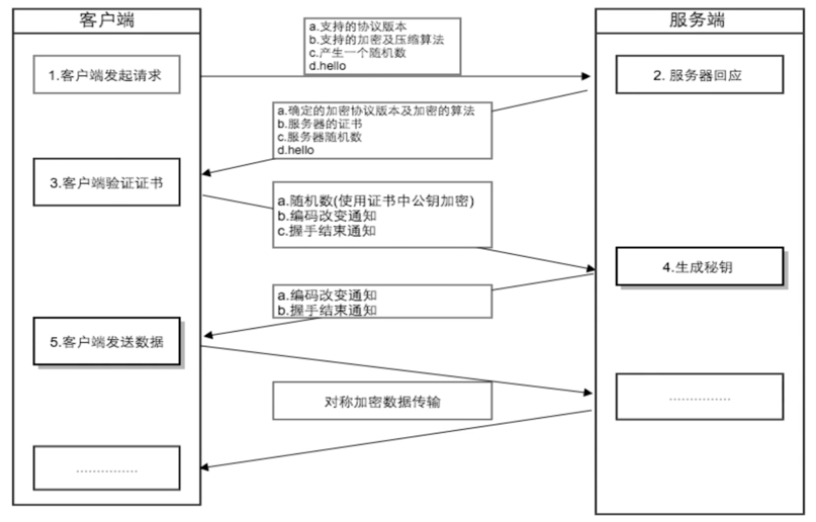 客户端
服务端
a.支持的协议版本
b.支持的加密及压缩算法
c.产生一个随机数
d.hello
1.客户端发起请求
2. 服务器回应
a.确定的加密协议版本及加密的算法
b.服务器的证书
c.服务器随机数
d.hello
3.客户端验证证书
a.随机数(使用证书中公钥加密)
b.编码改变通知
c.握手结束通知
4.生成秘钥
a.编码改变通知
b.握手结束通知
5.客户端发送数据
对称加密数据传输
...............
...............